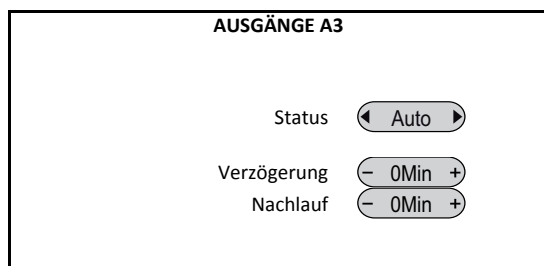 AUSGÄNGE A3
Status ◀ Auto ▶
Verzögerung − 0Min +
Nachlauf − 0Min +